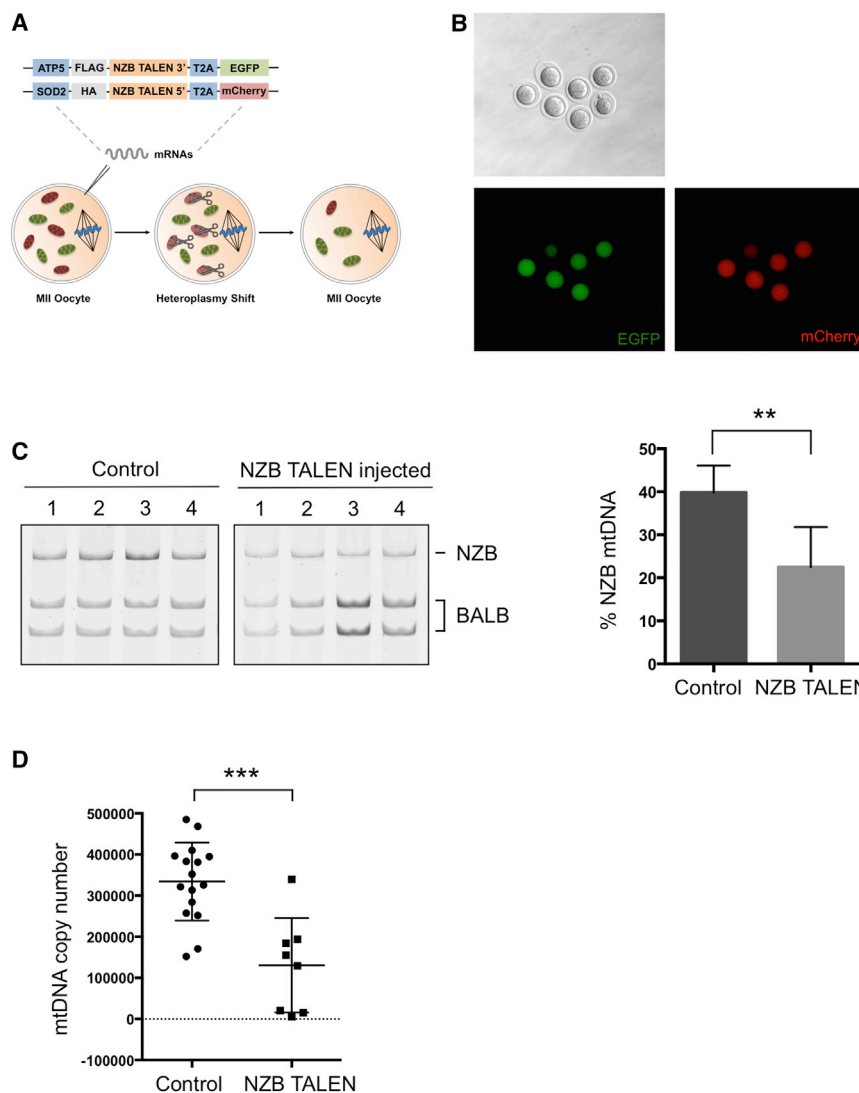 A
ATP5 FLAG NZB TALEN 3' T2A EGFP
SOD2 HA NZB TALEN 5' T2A mCherry
mRNAs
MII Oocyte Heteroplasmy Shift MII Oocyte
B
EGFP
mCherry
C
Control NZB TALEN injected
1 2 3 4 1 2 3 4
NZB
BALB
**
% NZB mtDNA
50
40
30
20
10
0
Control NZB TALEN
D
***
mtDNA copy number
500000
400000
300000
200000
100000
0
-100000
Control NZB TALEN